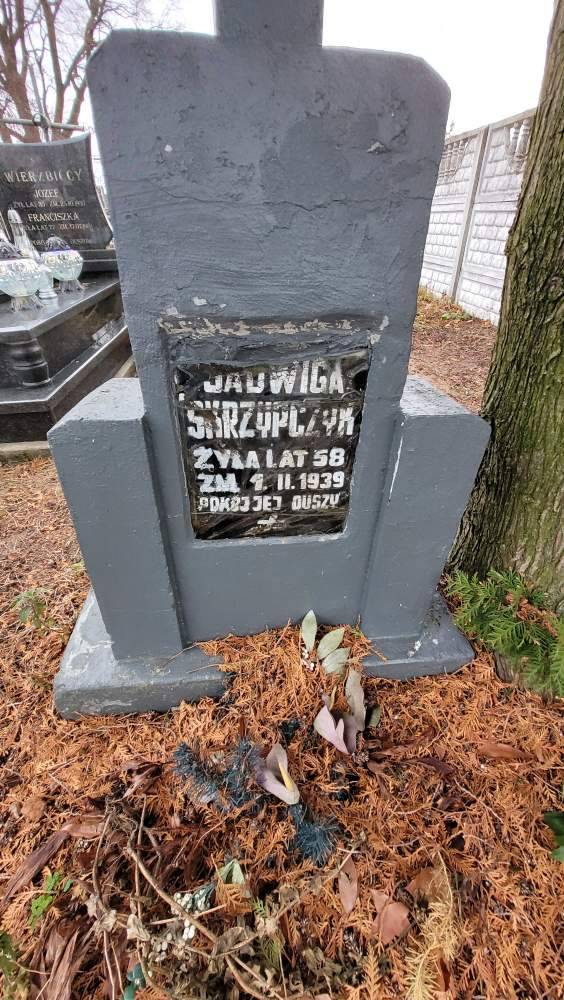 WIERZBICCY
JÓZEF
FRANCISZKA
JADWIGA
SKRZYPCZYK
ŻYŁA LAT 58
ZM. 1. II. 1939
POKÓJ JEJ DUSZY